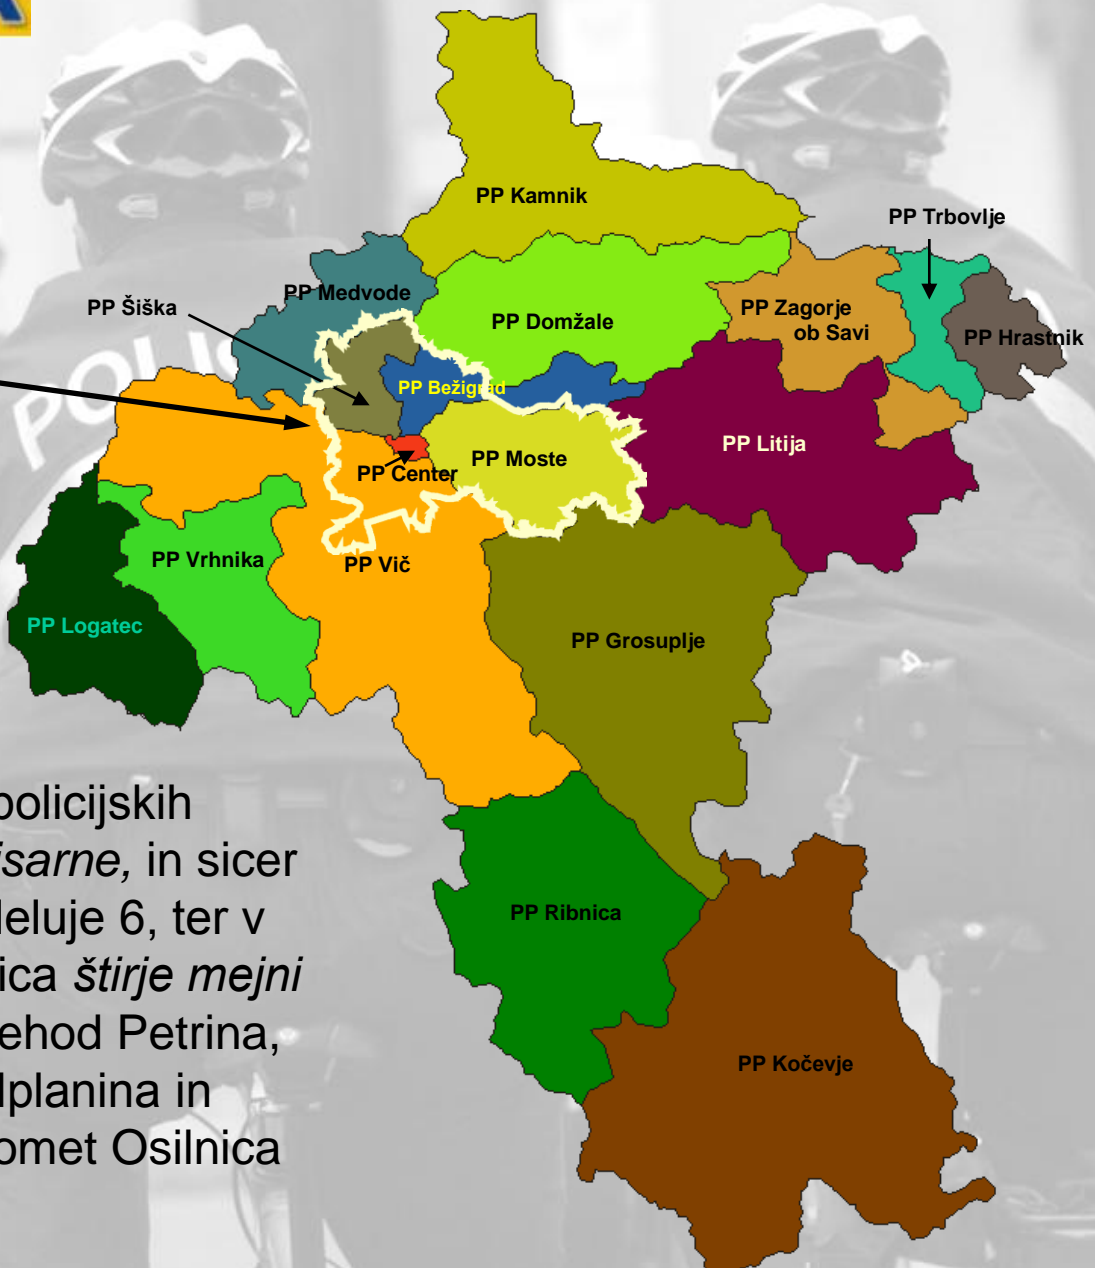 PP Kamnik
PP Trbovlje
PP Medvode
PP Šiška
PP Domžale
PP Zagorje
ob Savi
PP Hrastnik
PP Bežigrad
PP Litija
PP Moste
PP Center
PP Vrhnika
PP Vič
PP Logatec
PP Grosuplje
policijskih
isarne, in sicer
deluje 6, ter v
ica štirje mejni
ehod Petrina,
lplanina in
omet Osilnica
PP Ribnica
PP Kočevje